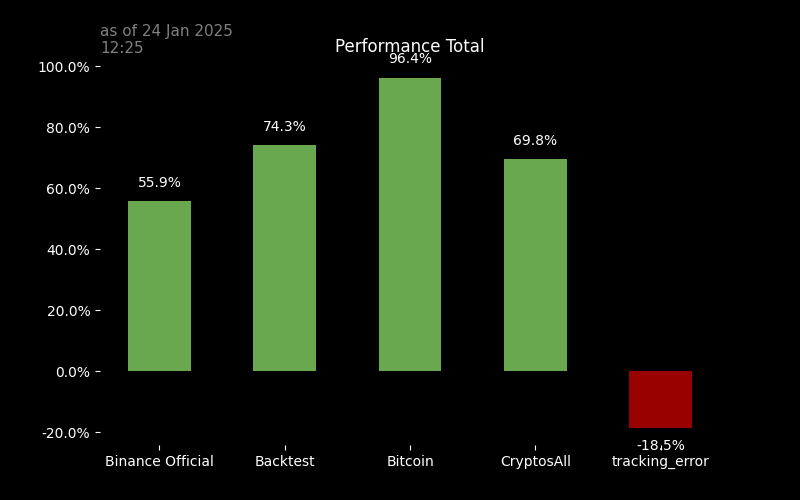 as of 24 Jan 2025
12:25
Performance Total
100.0%
80.0%
60.0%
40.0%
20.0%
0.0%
-20.0%
55.9%
74.3%
96.4%
69.8%
-18.5%
Binance Official
Backtest
Bitcoin
CryptosAll
tracking_error